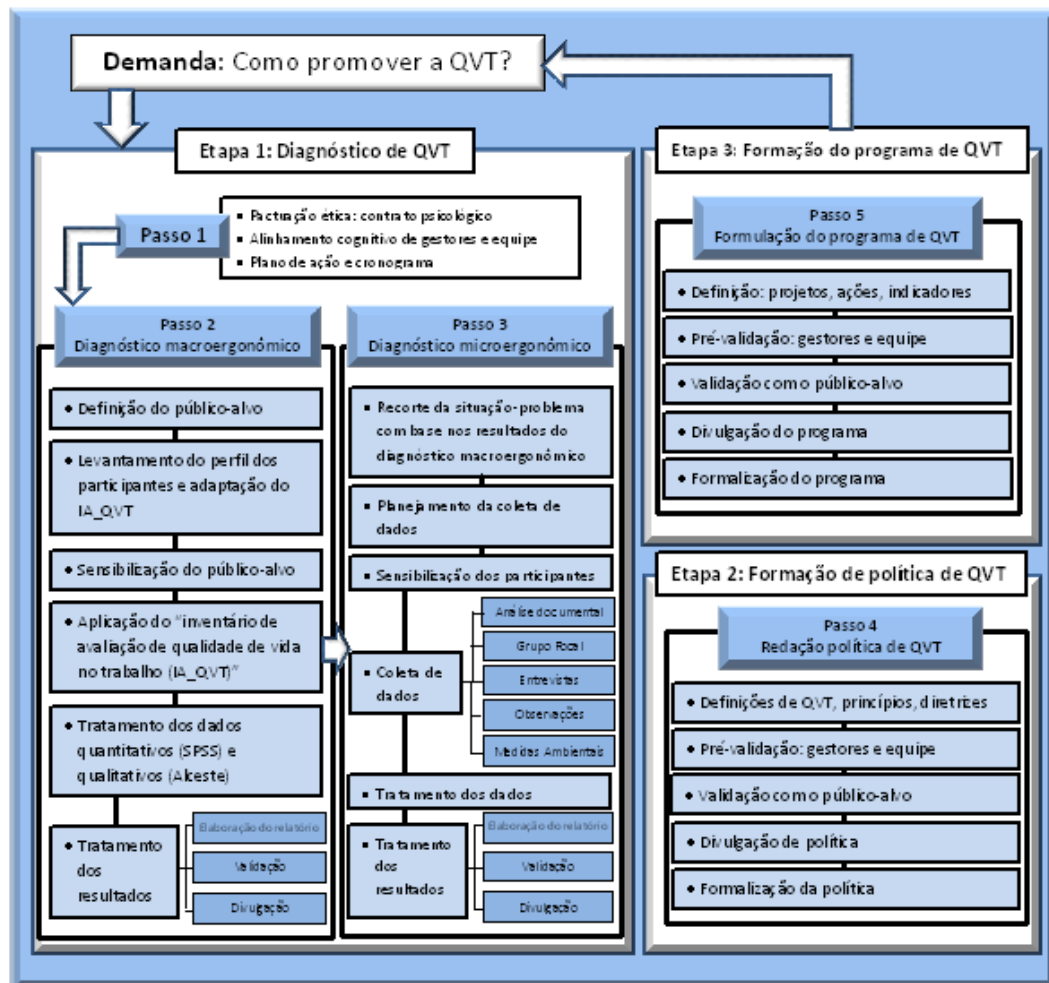 Demanda: Como promover a QVT?
Etapa 1: Diagnóstico de QVT
Passo 1
▪ Pactuação ética: contrato psicológico
▪ Alinhamento cognitivo de gestores e equipe
▪ Plano de ação e cronograma
Passo 2
Diagnóstico macroergonômico
• Definição do público-alvo
• Levantamento do perfil dos
participantes e adaptação do
IA_QVT
• Sensibilização do público-alvo
• Aplicação do "inventário de
avaliação de qualidade de vida
no trabalho (IA_QVT)"
• Tratamento dos dados
quantitativos (SPSS) e
qualitativos (Alceste)
• Tratamento
dos
resultados
Elaboração do relatório
Validação
Divulgação
Passo 3
Diagnóstico microergonômico
▪ Recorte da situação-problema
com base nos resultados do
diagnóstico macroergonômico
▪ Planejamento da coleta de
dados
▪ Sensibilização dos participantes
▪ Coleta de
dados
Análise documental
Grupo Focal
Entrevistas
Observações
Medidas Ambientais
▪ Tratamento dos dados
▪ Tratamento
dos
resultados
Elaboração do relatório
Validação
Divulgação
Etapa 3: Formação do programa de QVT
Passo 5
Formulação do programa de QVT
• Definição: projetos, ações, indicadores
• Pré-validação: gestores e equipe
• Validação com o público-alvo
• Divulgação do programa
• Formalização do programa
Etapa 2: Formação de política de QVT
Passo 4
Redação política de QVT
• Definições de QVT, princípios, diretrizes
• Pré-validação: gestores e equipe
• Validação com o público-alvo
• Divulgação de política
• Formalização da política